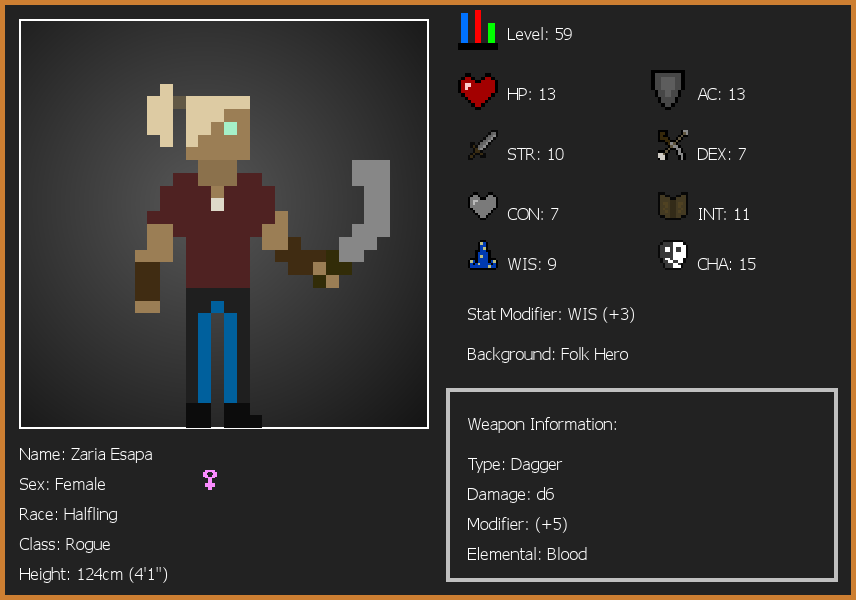 Level: 59
HP: 13
AC: 13
STR: 10
DEX: 7
CON: 7
INT: 11
WIS: 9
CHA: 15
Stat Modifier: WIS (+3)
Background: Folk Hero
Weapon Information:
Type: Dagger
Damage: d6
Modifier: (+5)
Elemental: Blood
Name: Zaria Esapa
Sex: Female
Race: Halfling
Class: Rogue
Height: 124cm (4'1")